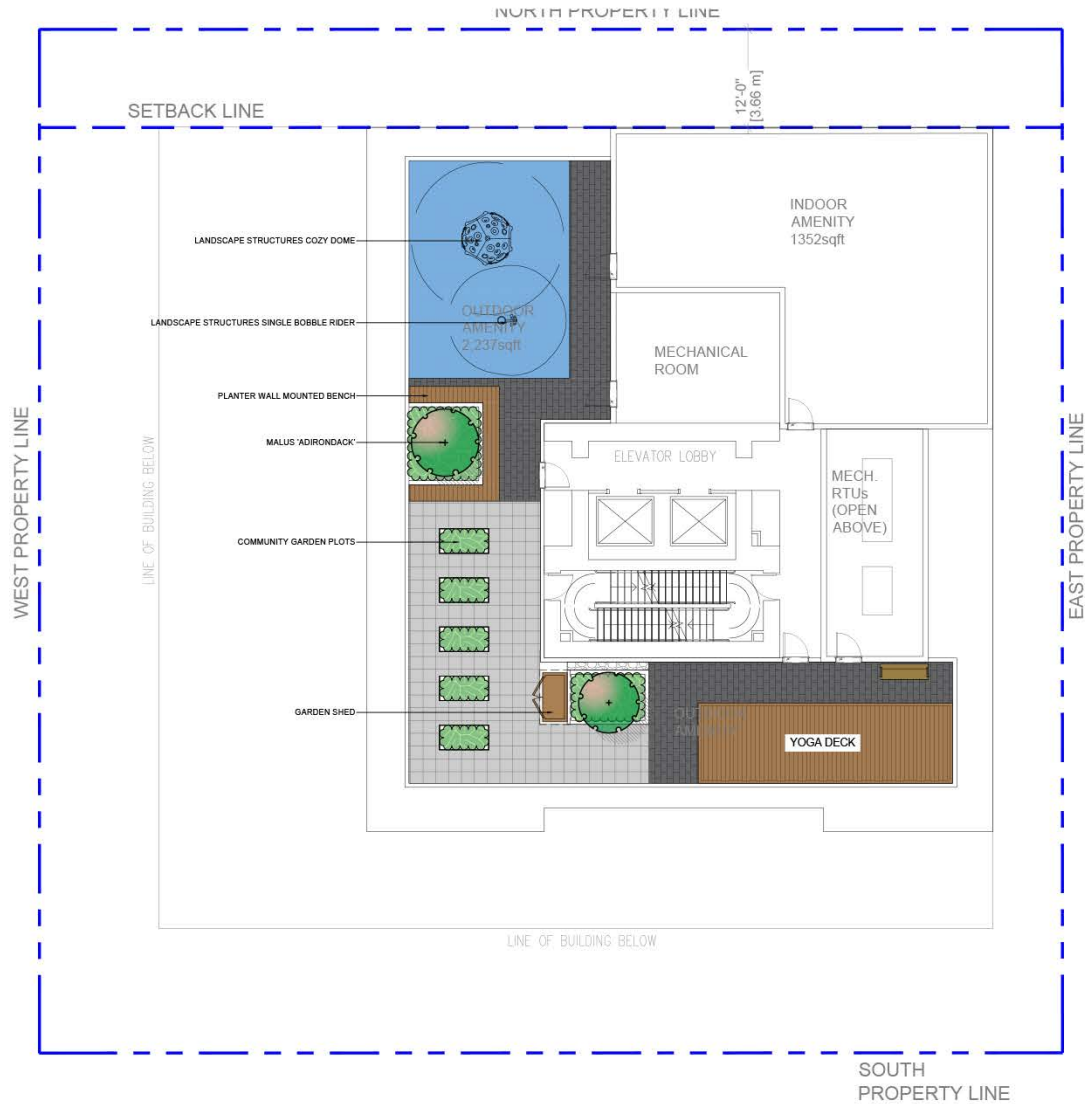 NORTH PROPERTY LINE
12'-0"
[3.66 m]
SETBACK LINE
INDOOR
AMENITY
1352sqft
LANDSCAPE STRUCTURES COZY DOME
OUTDOOR
AMENITY
2,237sqft
LANDSCAPE STRUCTURES SINGLE BOBBLE RIDER
MECHANICAL
ROOM
PLANTER WALL MOUNTED BENCH
MALUS 'ADIRONDACK'
WEST PROPERTY LINE
LINE OF BUILDING BELOW
ELEVATOR LOBBY
MECH.
RTUs
(OPEN
ABOVE)
EAST PROPERTY LINE
COMMUNITY GARDEN PLOTS
GARDEN SHED
OUTDOOR
AMENITY
YOGA DECK
LINE OF BUILDING BELOW
SOUTH
PROPERTY LINE